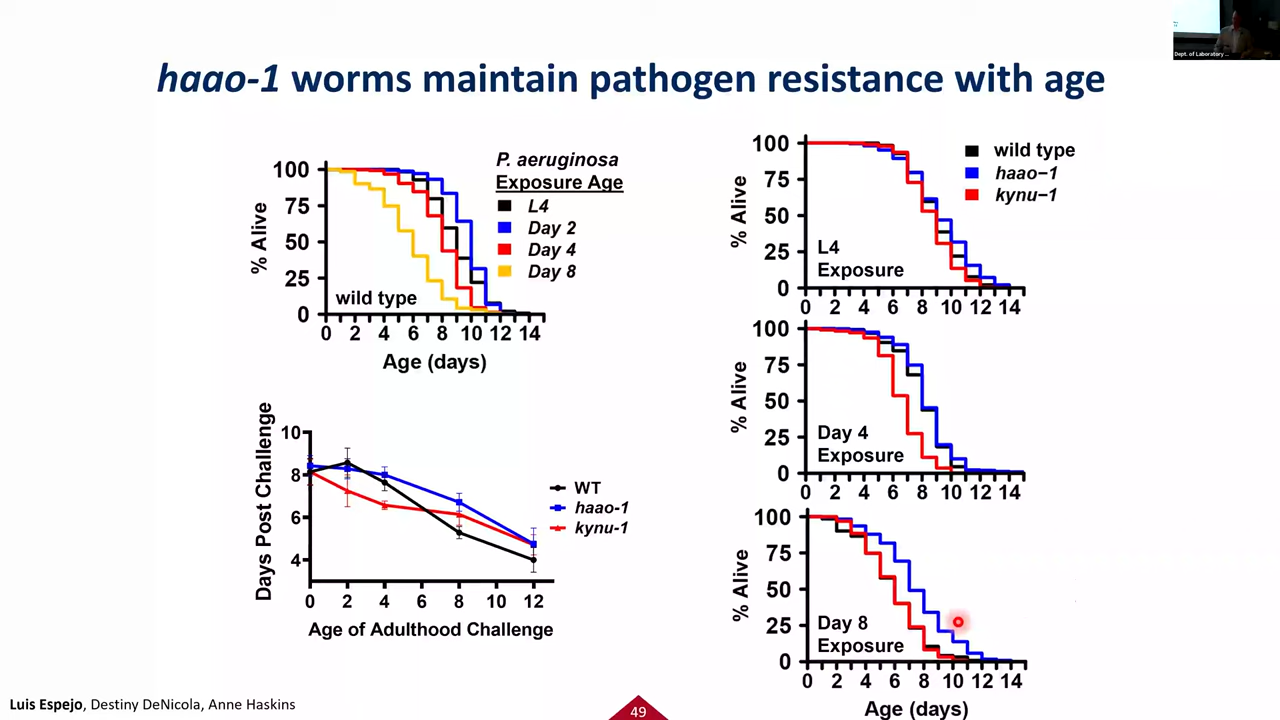 Dept. of Laboratory ...
haao-1 worms maintain pathogen resistance with age
P. aeruginosa
Exposure Age
L4
Day 2
Day 4
Day 8
% Alive
100
75
50
25
0
wild type
0 2 4 6 8 10 12 14
Age (days)
Days Post Challenge
10
8
6
4
WT
haao-1
kynu-1
0 2 4 6 8 10 12
Age of Adulthood Challenge
wild type
haao-1
kynu-1
% Alive
100
75
50
25
0
L4
Exposure
0 2 4 6 8 10 12 14
% Alive
100
75
50
25
0
Day 4
Exposure
0 2 4 6 8 10 12 14
% Alive
100
75
50
25
0
Day 8
Exposure
0 2 4 6 8 10 12 14
Age (days)
Luis Espejo, Destiny DeNicola, Anne Haskins
49